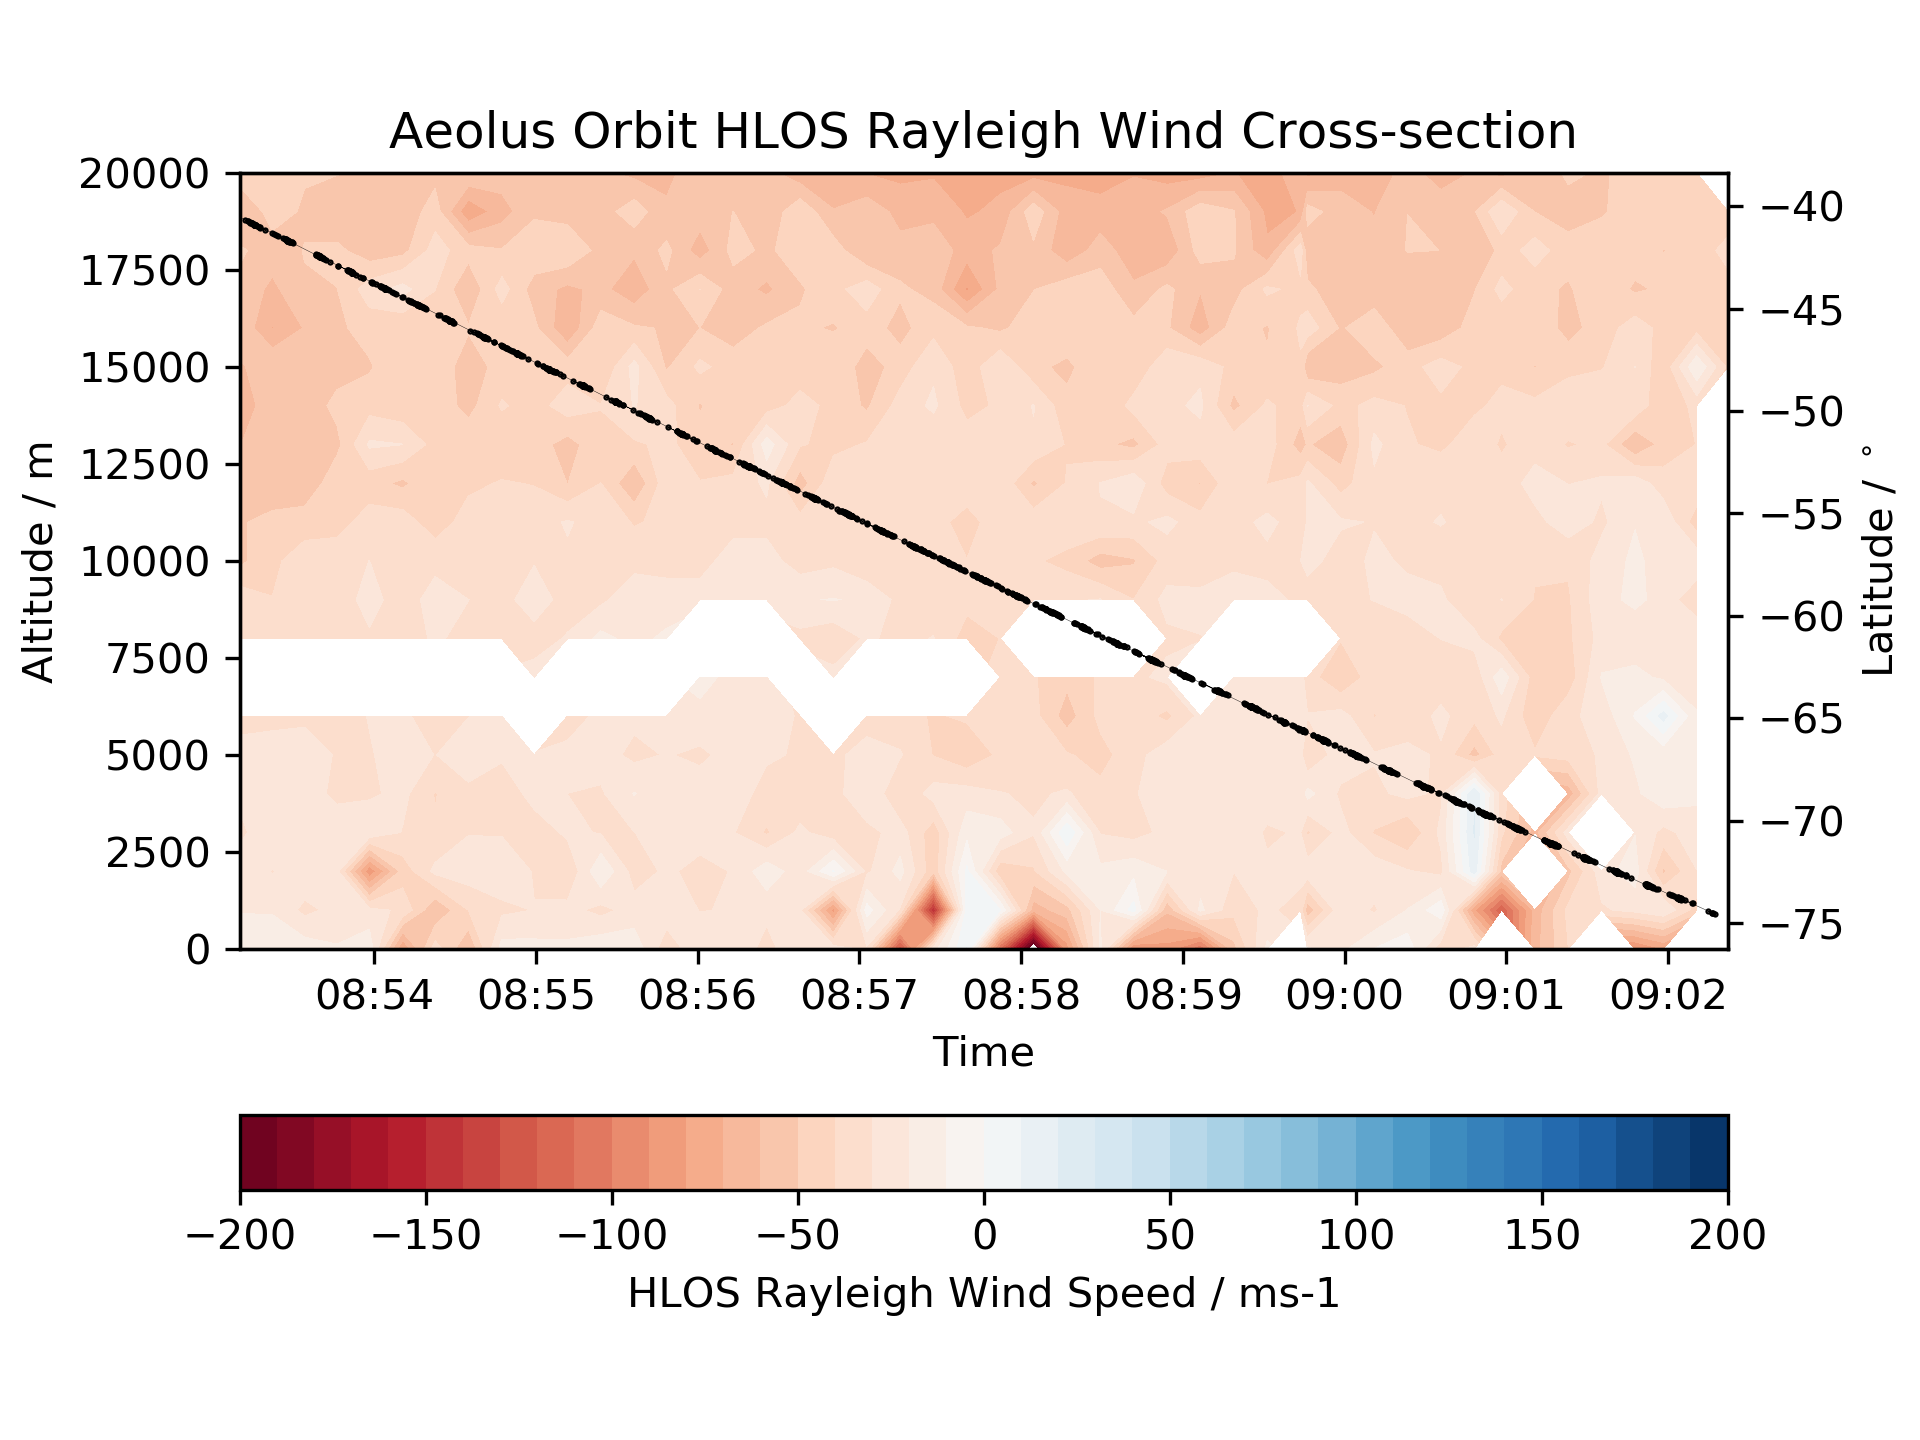 Aeolus Orbit HLOS Rayleigh Wind Cross-section
20000
17500
15000
12500
10000
7500
5000
2500
0
Altitude / m
−40
−45
−50
−55
−60
−65
−70
−75
Latitude / °
08:54 08:55 08:56 08:57 08:58 08:59 09:00 09:01 09:02
Time
−200 −150 −100 −50 0 50 100 150 200
HLOS Rayleigh Wind Speed / ms-1